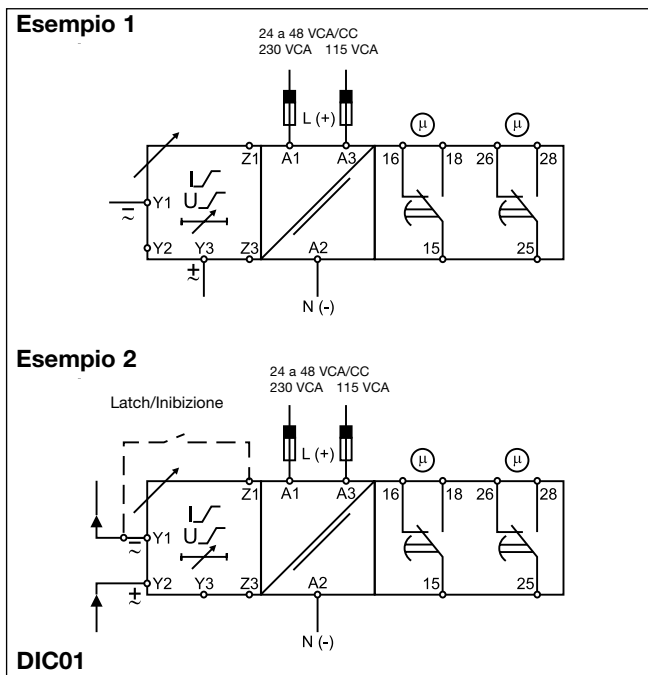 Esempio 1
24 a 48 VCA/CC
230 VCA 115 VCA
L (+)
µ µ
Z1 A1 A3 16 18 26 28
Y1
I
U
Y2 Y3 Z3 A2 15 25
N (-)
Esempio 2
24 a 48 VCA/CC
230 VCA 115 VCA
Latch/Inibizione
L (+)
µ µ
Z1 A1 A3 16 18 26 28
Y1
I
U
Y2 Y3 Z3 A2 15 25
N (-)
DIC01